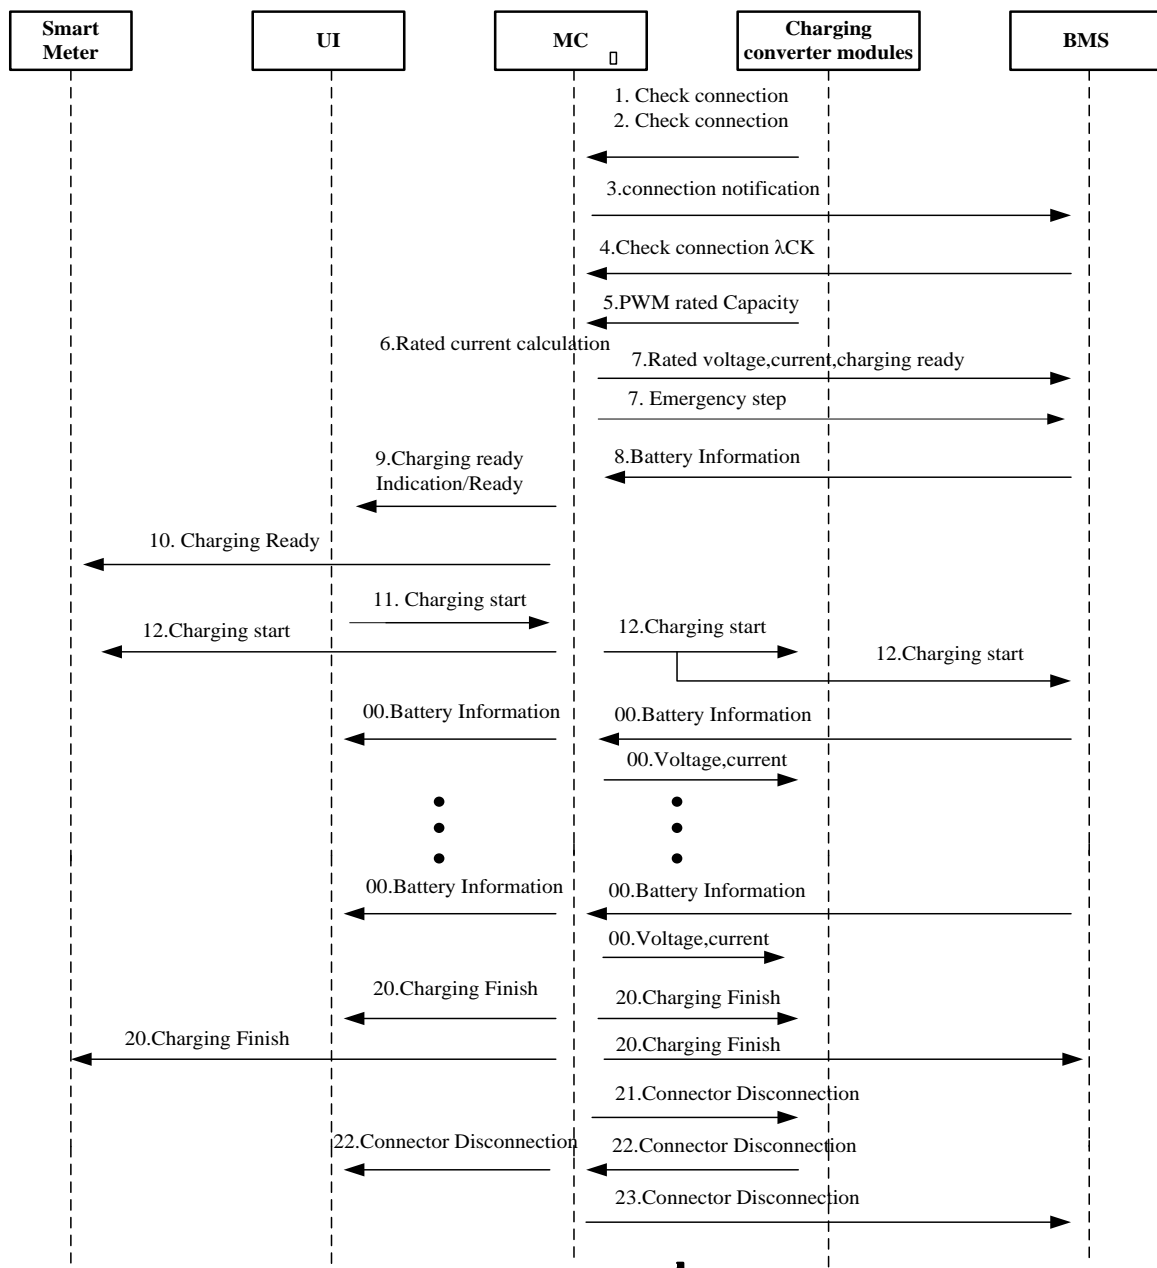 Smart
Meter
UI
MC
Charging
converter modules
BMS
1. Check connection
2. Check connection
3.connection notification
4.Check connection λCK
5.PWM rated Capacity
6.Rated current calculation
7.Rated voltage,current,charging ready
7. Emergency step
8.Battery Information
9.Charging ready
Indication/Ready
10. Charging Ready
11. Charging start
12.Charging start
12.Charging start
12.Charging start
00.Battery Information
00.Battery Information
00.Voltage,current
00.Battery Information
00.Battery Information
00.Voltage,current
20.Charging Finish
20.Charging Finish
20.Charging Finish
20.Charging Finish
21.Connector Disconnection
22.Connector Disconnection
22.Connector Disconnection
23.Connector Disconnection